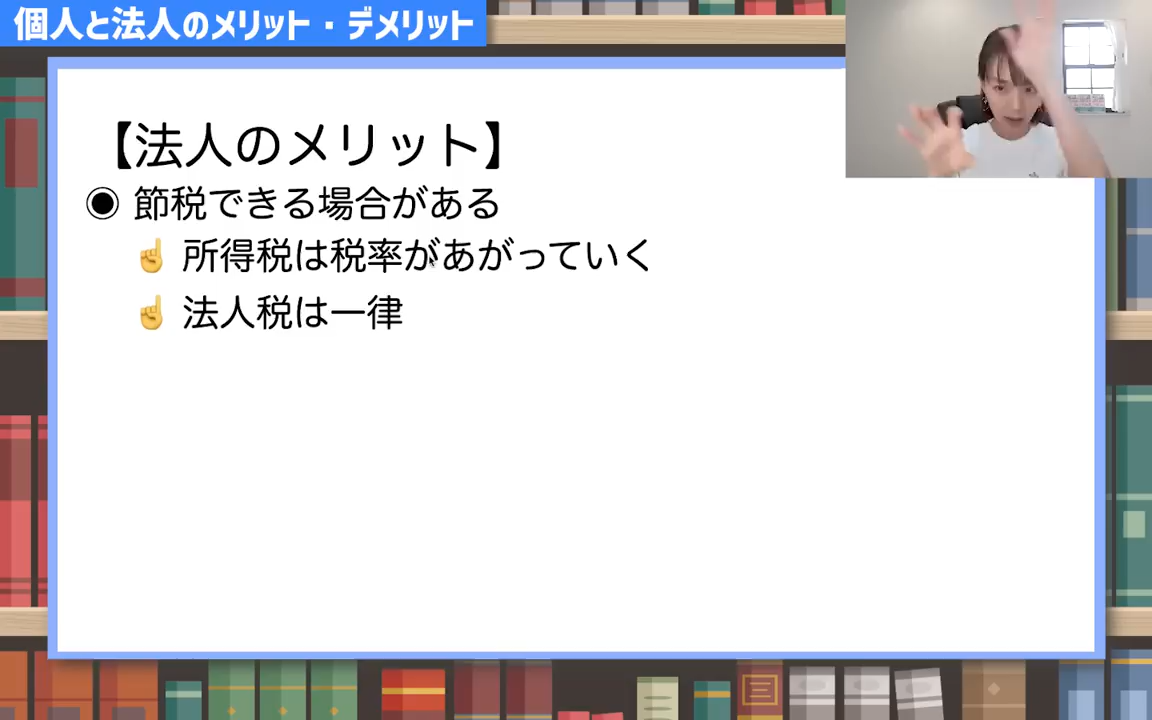 個人と法人のメリット・デメリット
【法人のメリット】
◉ 節税できる場合がある
☝ 所得税は税率があがっていく
☝ 法人税は一律